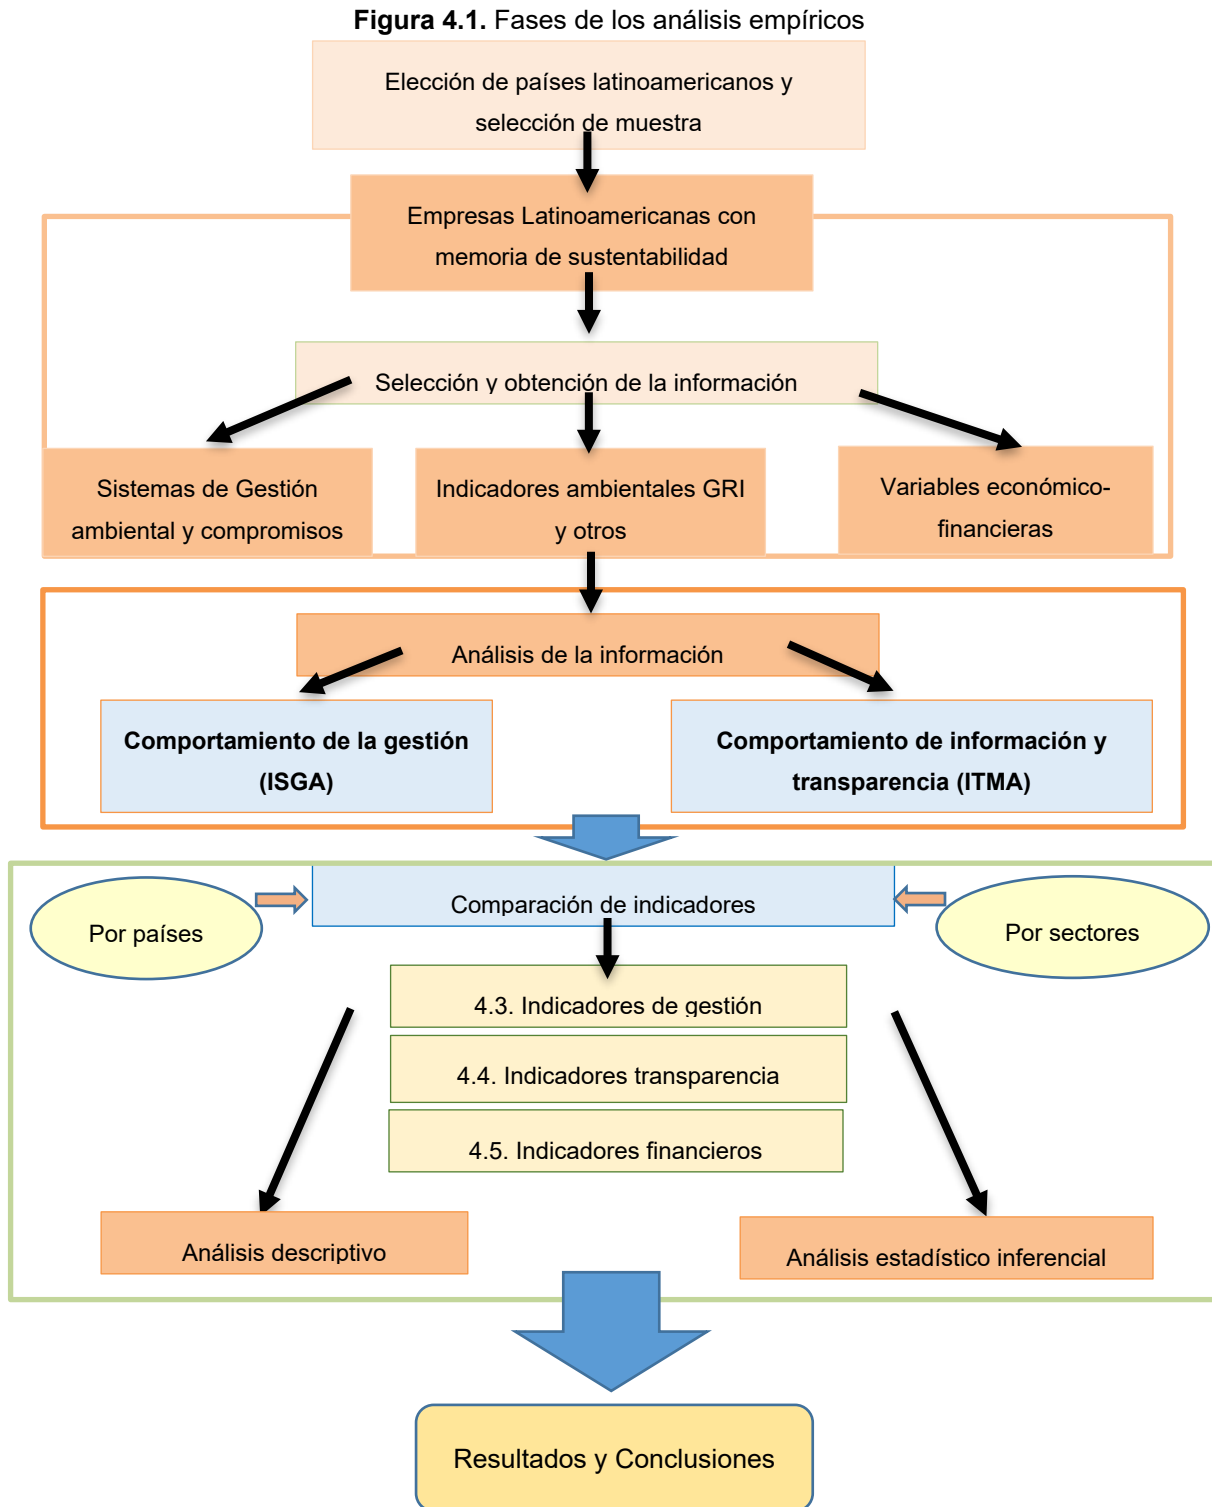 Figura 4.1. Fases de los análisis empíricos
Elección de países latinoamericanos y
selección de muestra
Empresas Latinoamericanas con
memoria de sustentabilidad
Selección y obtención de la información
Sistemas de Gestión
ambiental y compromisos
Indicadores ambientales GRI
y otros
Variables económico-
financieras
Análisis de la información
Comportamiento de la gestión
(ISGA)
Comportamiento de información y
transparencia (ITMA)
Comparación de indicadores
Por países
Por sectores
4.3. Indicadores de gestión
4.4. Indicadores transparencia
4.5. Indicadores financieros
Análisis descriptivo
Análisis estadístico inferencial
Resultados y Conclusiones